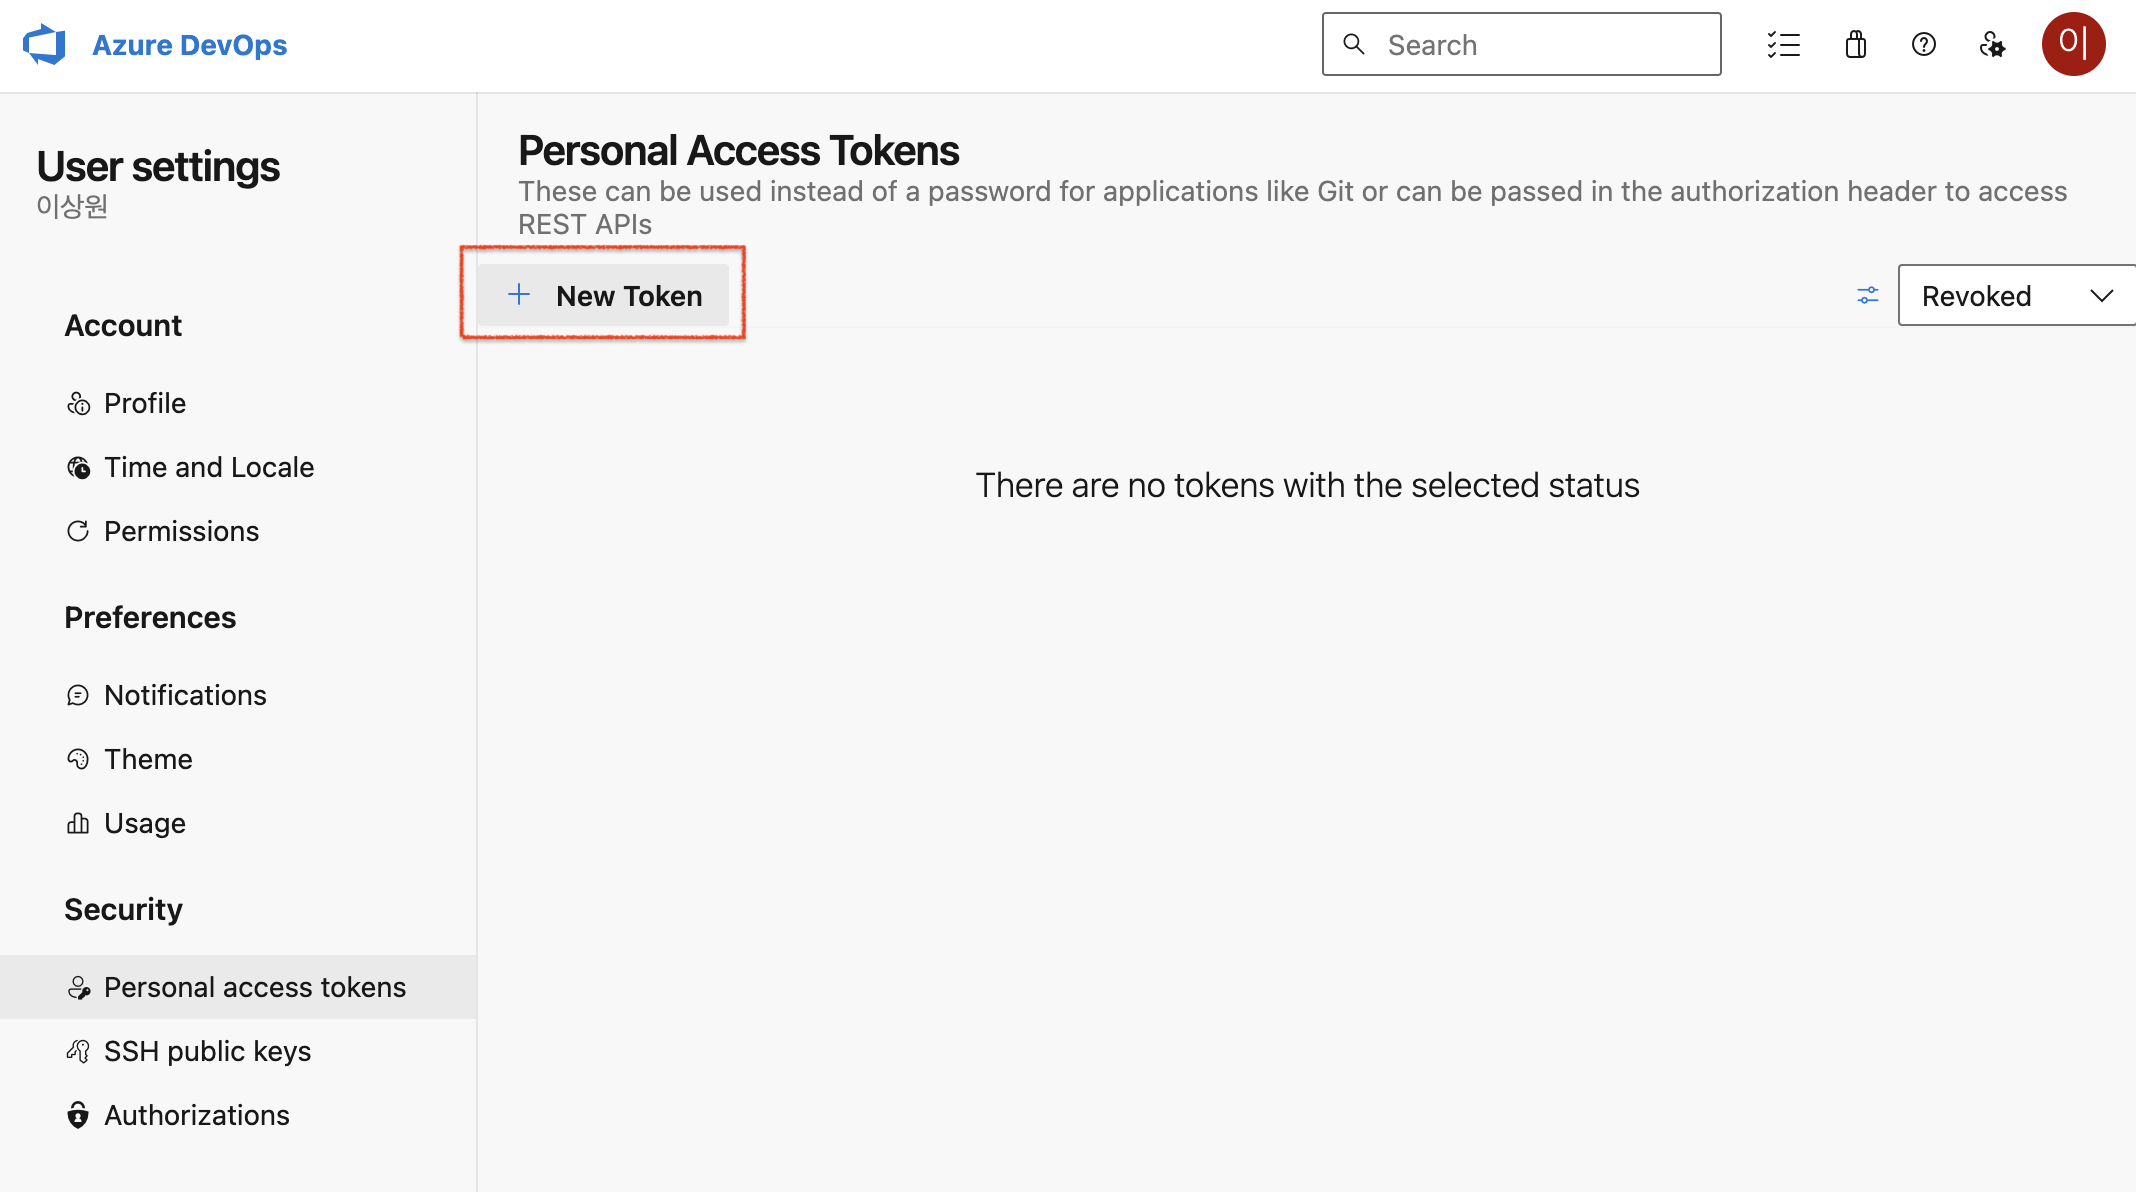 Azure DevOps
Search
이
User settings
이상원
Account
Profile
Time and Locale
Permissions
Preferences
Notifications
Theme
Usage
Security
Personal access tokens
SSH public keys
Authorizations
Personal Access Tokens
These can be used instead of a password for applications like Git or can be passed in the authorization header to access
REST APIs
New Token
Revoked
There are no tokens with the selected status